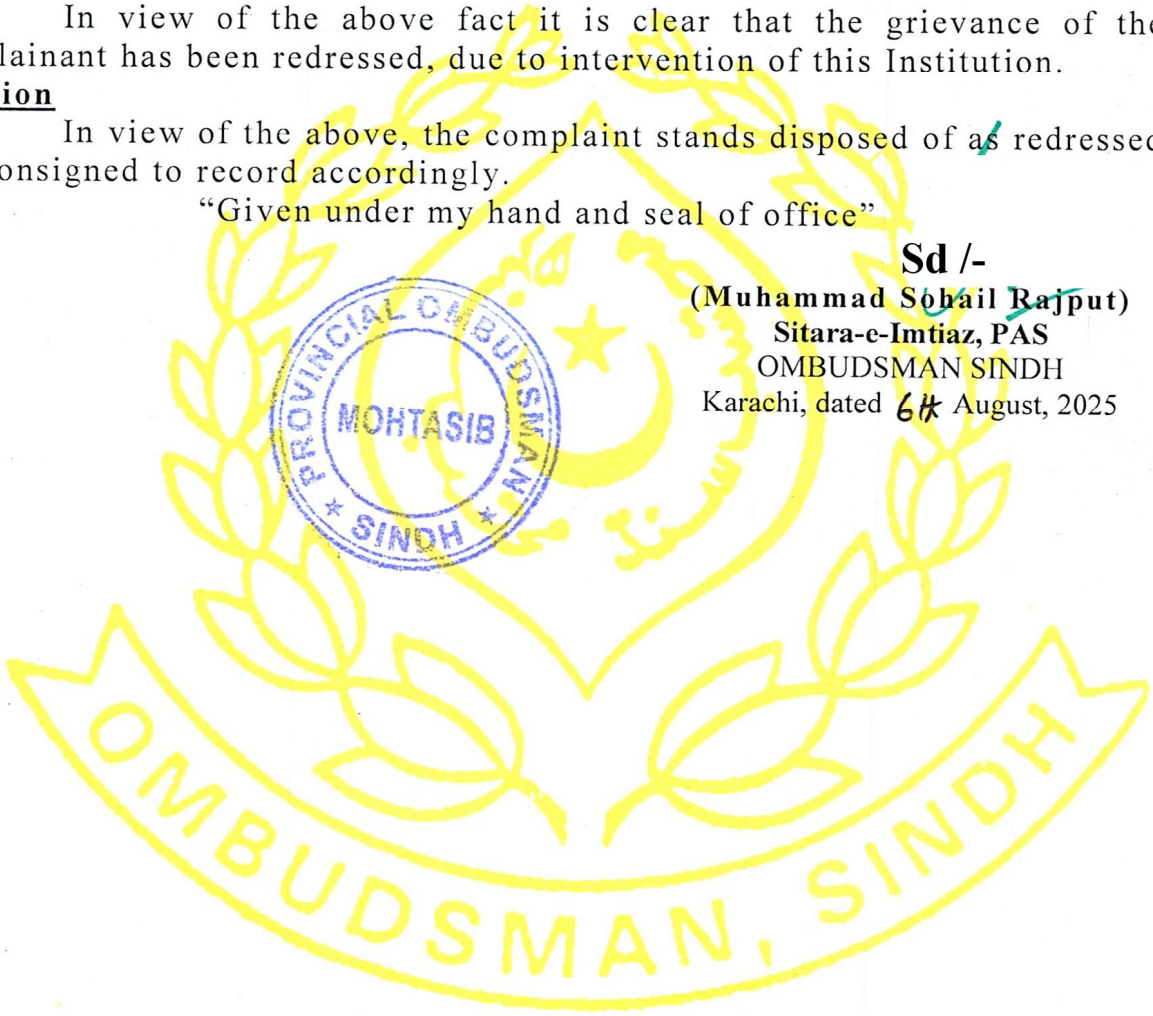 In view of the above fact it is clear that the grievance of the
lainant has been redressed, due to intervention of this Institution.
ion
In view of the above, the complaint stands disposed of as redressed
onsigned to record accordingly.
“Given under my hand and seal of office”
Sd /-
(Muhammad Sohail Rajput)
Sitara-e-Imtiaz, PAS
OMBUDSMAN SINDH
Karachi, dated 6th August, 2025
PROVINCIAL OMBUDSMAN
MOHTASIB
★ SINDH ★
OMBUDSMAN, SINDH